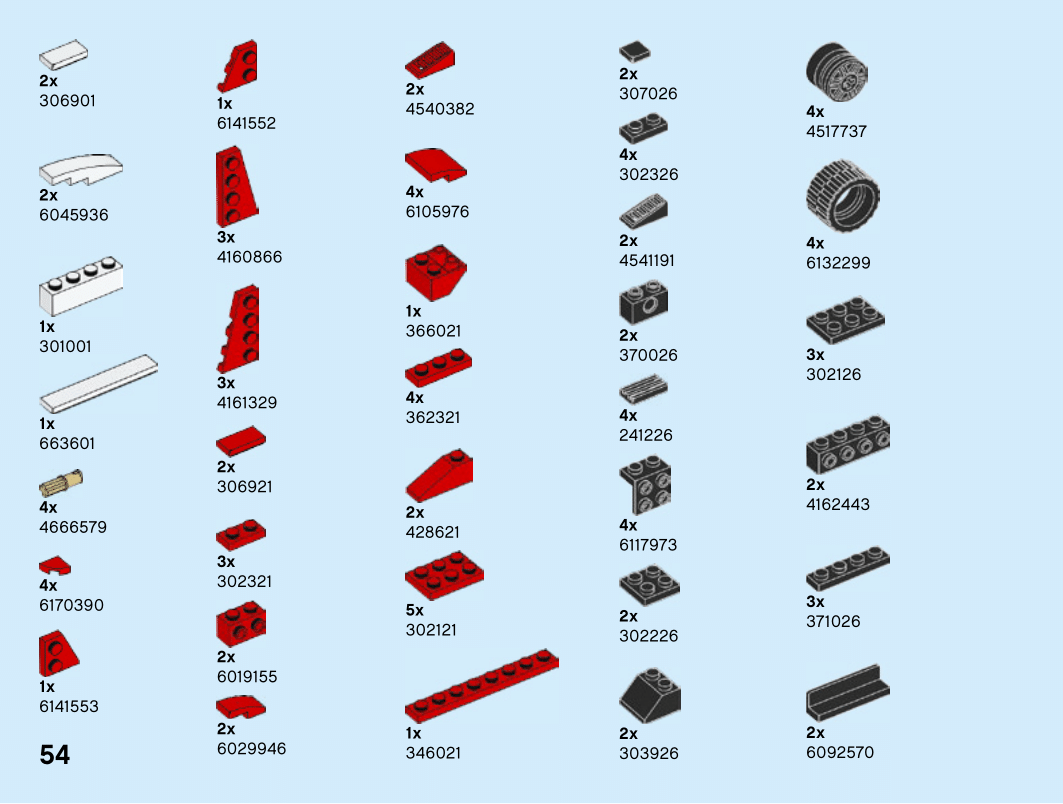 2x
306901
2x
6045936
1x
301001
1x
663601
4x
4666579
4x
6170390
1x
6141553
1x
6141552
3x
4160866
3x
4161329
2x
306921
3x
302321
2x
6019155
2x
6029946
2x
4540382
4x
6105976
1x
366021
4x
362321
2x
428621
5x
302121
1x
346021
2x
307026
4x
302326
2x
4541191
2x
370026
4x
241226
4x
6117973
2x
302226
2x
303926
4x
4517737
4x
6132299
3x
302126
2x
4162443
3x
371026
2x
6092570
54